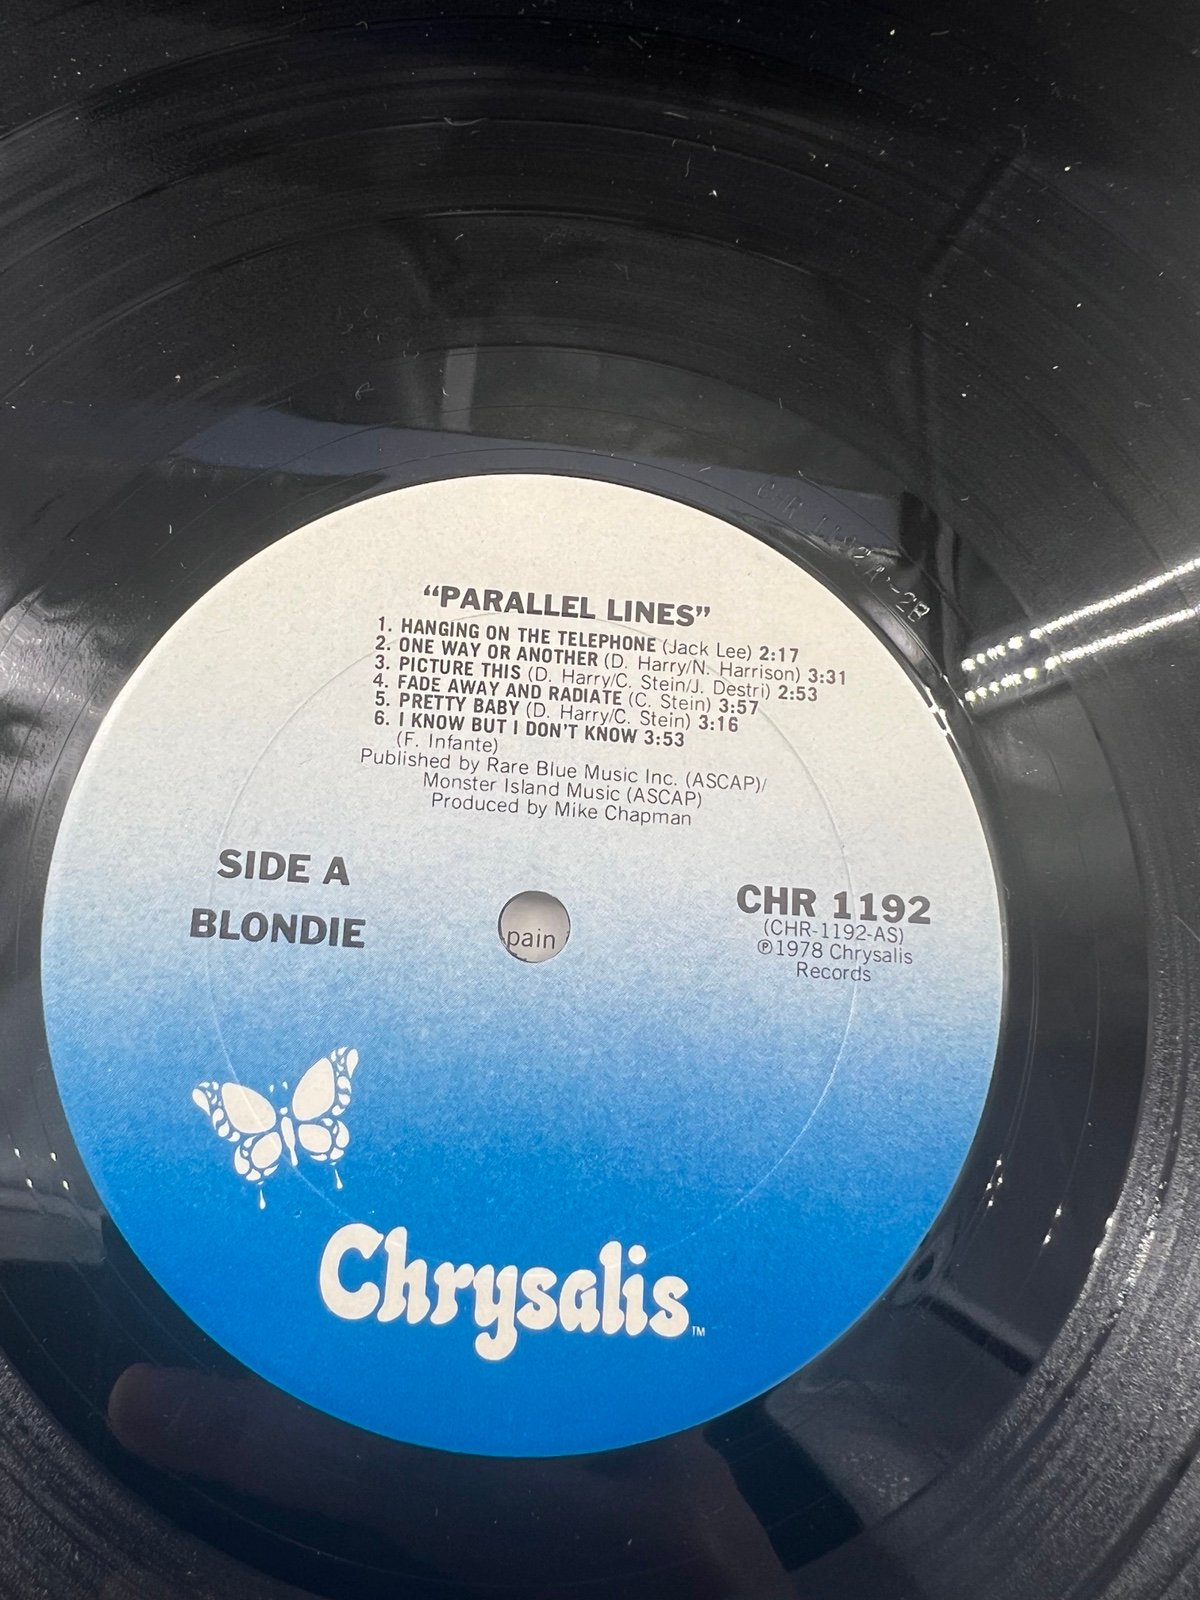 CHR 1192A-2B
“PARALLEL LINES”
1. HANGING ON THE TELEPHONE (Jack Lee) 2:17
2. ONE WAY OR ANOTHER (D. Harry/N. Harrison) 3:31
3. PICTURE THIS (D. Harry/C. Stein/J. Destri) 2:53
4. FADE AWAY AND RADIATE (C. Stein) 3:57
5. PRETTY BABY (D. Harry/C. Stein) 3:16
6. I KNOW BUT I DON'T KNOW 3:53
(F. Infante)
Published by Rare Blue Music Inc. (ASCAP)/
Monster Island Music (ASCAP)
Produced by Mike Chapman
SIDE A
BLONDIE
pain
CHR 1192
(CHR-1192-AS)
℗1978 Chrysalis
Records
Chrysalis™